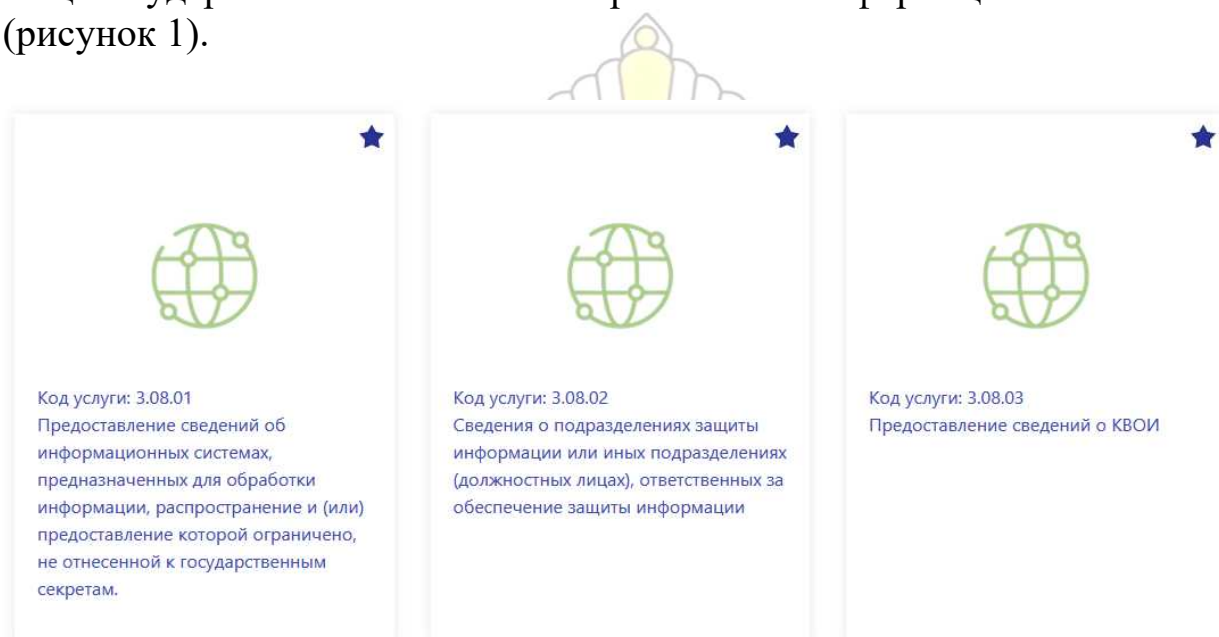 (рисунок 1).
Код услуги: 3.08.01
Предоставление сведений об
информационных системах,
предназначенных для обработки
информации, распространение и (или)
предоставление которой ограничено,
не отнесенной к государственным
секретам.
Код услуги: 3.08.02
Сведения о подразделениях защиты
информации или иных подразделениях
(должностных лицах), ответственных за
обеспечение защиты информации
Код услуги: 3.08.03
Предоставление сведений о КВОИ